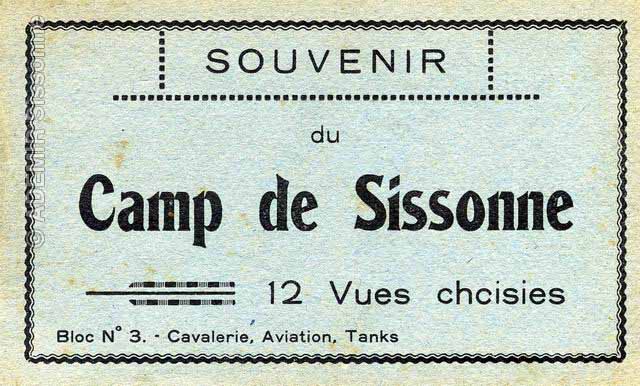 SOUVENIR
du
Camp de Sissonne
12 Vues chcisies
Bloc N° 3. - Cavalerie, Aviation, Tanks